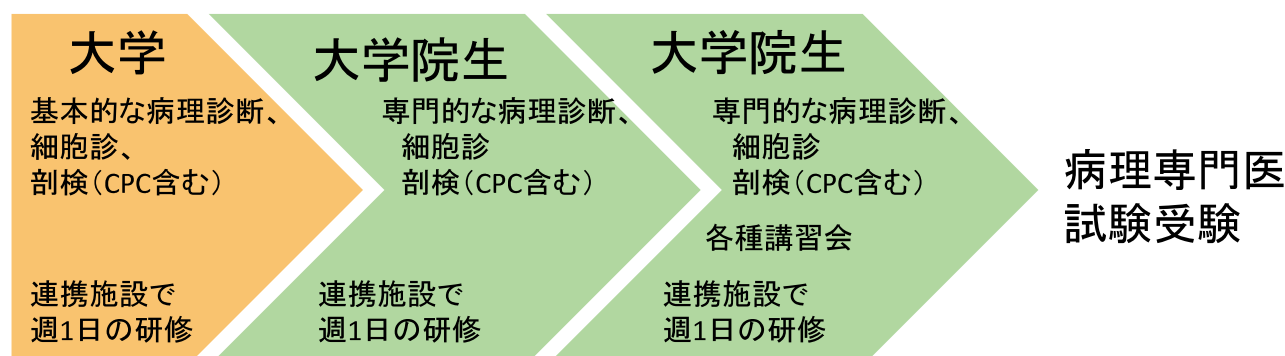 大学
基本的な病理診断、
細胞診、
剖検（CPC含む）
連携施設で
週1日の研修
大学院生
専門的な病理診断、
細胞診
剖検（CPC含む）
連携施設で
週1日の研修
大学院生
専門的な病理診断、
細胞診
剖検（CPC含む）
各種講習会
連携施設で
週1日の研修
病理専門医
試験受験